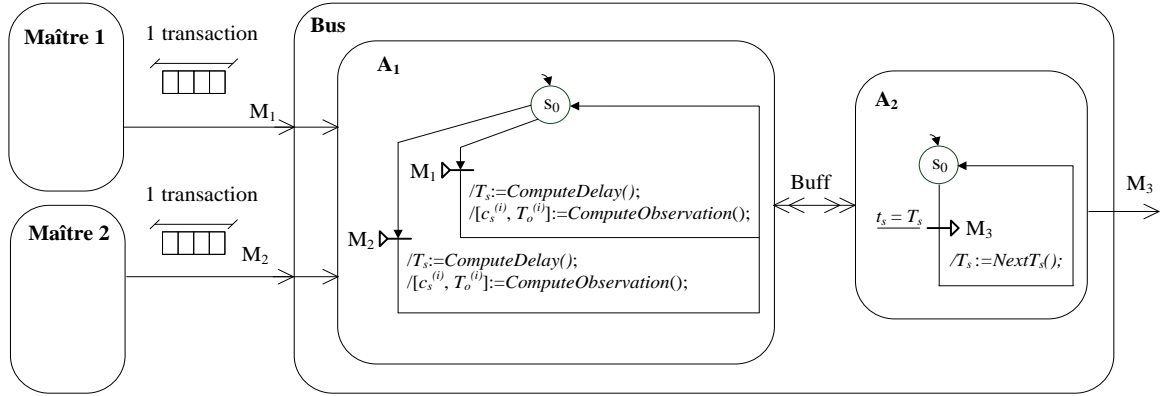 Maître 1
1 transaction
M1
Maître 2
1 transaction
M2
Bus
A1
s0
M1
/Ts:=ComputeDelay();
/[cs(i), To(i)]:=ComputeObservation();
M2
/Ts:=ComputeDelay();
/[cs(i), To(i)]:=ComputeObservation();
Buff
A2
s0
ts = Ts
M3
/Ts :=NextTs();
M3